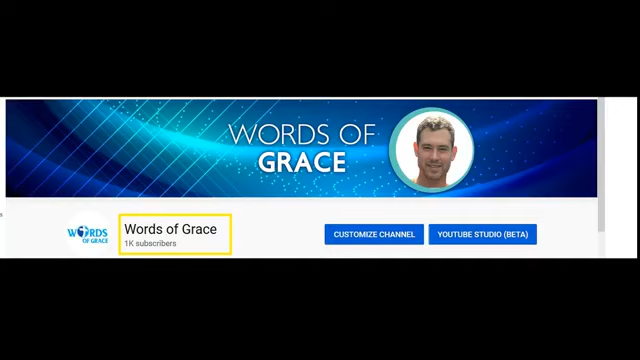 WORDS OF
GRACE
WORDS
OF GRACE
Words of Grace
1K subscribers
CUSTOMIZE CHANNEL
YOUTUBE STUDIO (BETA)